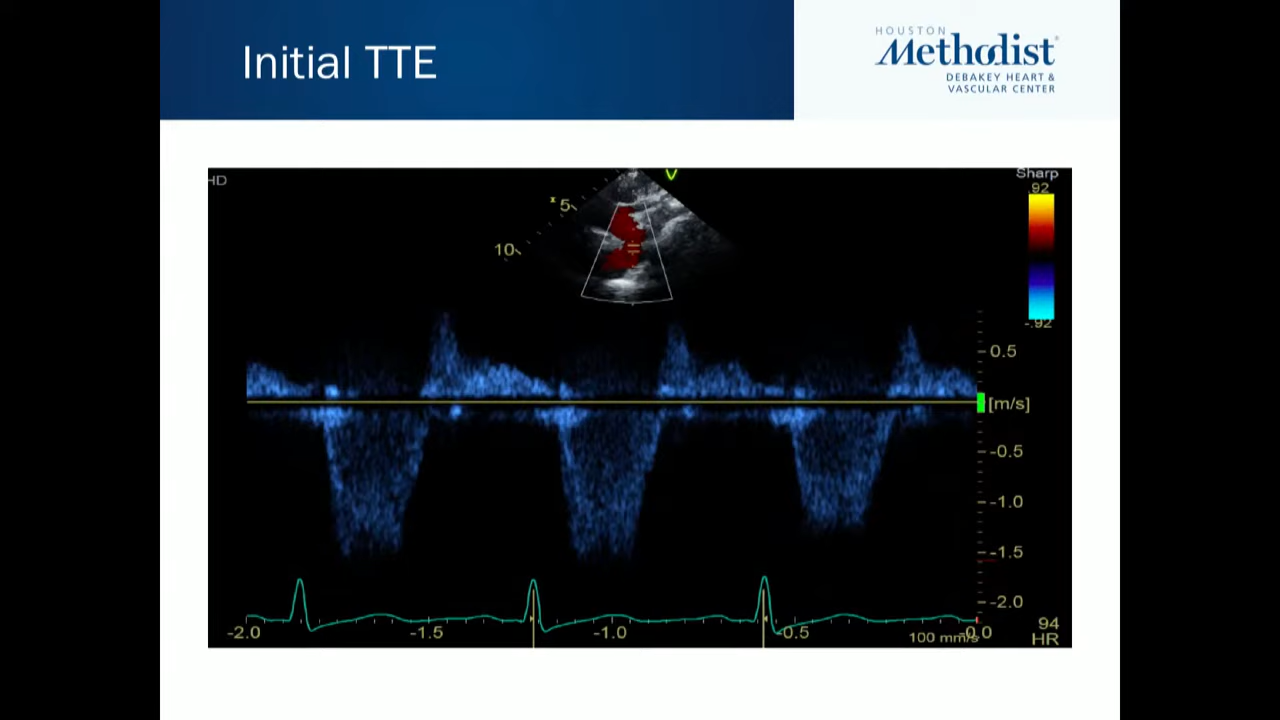 Initial TTE
HOUSTON
Methodist
DEBAKEY HEART &
VASCULAR CENTER
HD
Sharp
.92
5
10
-.92
0.5
[m/s]
-0.5
-1.0
-1.5
-2.0
-2.0 -1.5 -1.0 -0.5 -0.0
100 mm/s
94
HR